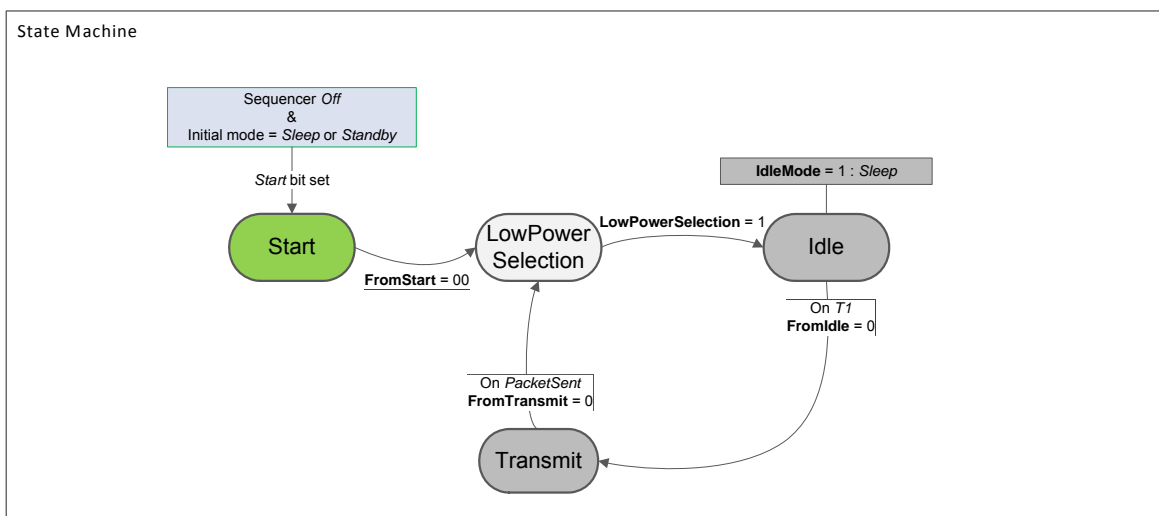 State Machine
Sequencer Off
&
Initial mode = Sleep or Standby
Start bit set
IdleMode = 1 : Sleep
Start
FromStart = 00
LowPower
Selection
LowPowerSelection = 1
Idle
On T1
FromIdle = 0
On PacketSent
FromTransmit = 0
Transmit